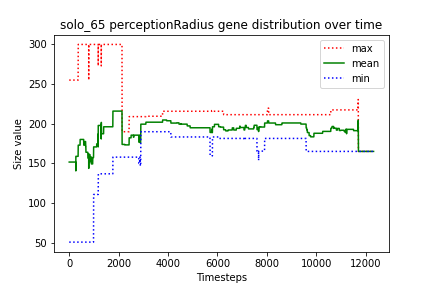 solo_65 perceptionRadius gene distribution over time
300
250
200
150
100
50
Size value
max
mean
min
0
2000
4000
6000
8000
10000
12000
Timesteps